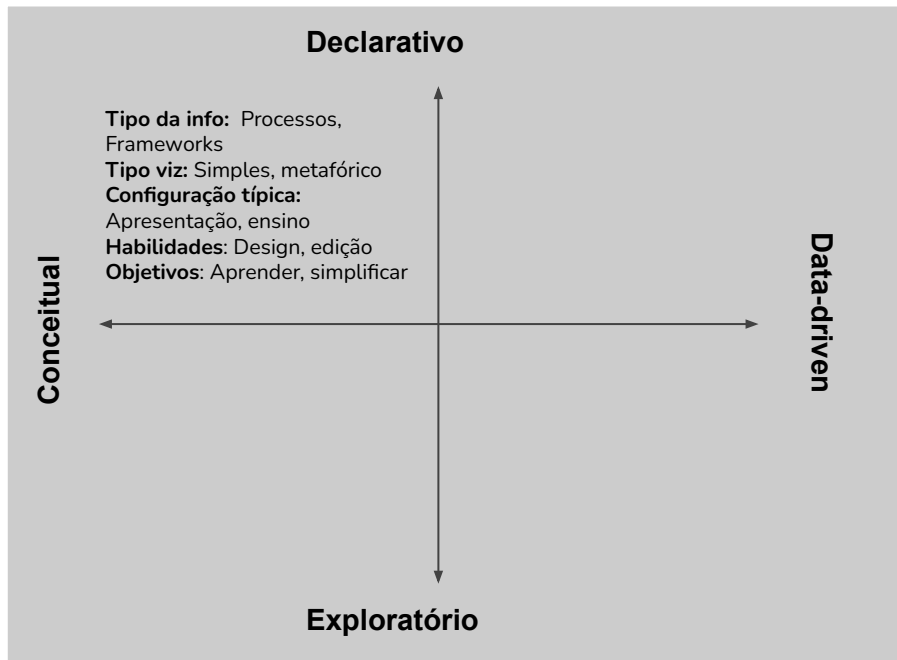 Declarativo
Tipo da info:  Processos,
Frameworks
Tipo viz: Simples, metafórico
Configuração típica:
Apresentação, ensino
Habilidades: Design, edição
Objetivos: Aprender, simplificar
Conceitual
Data-driven
Exploratório